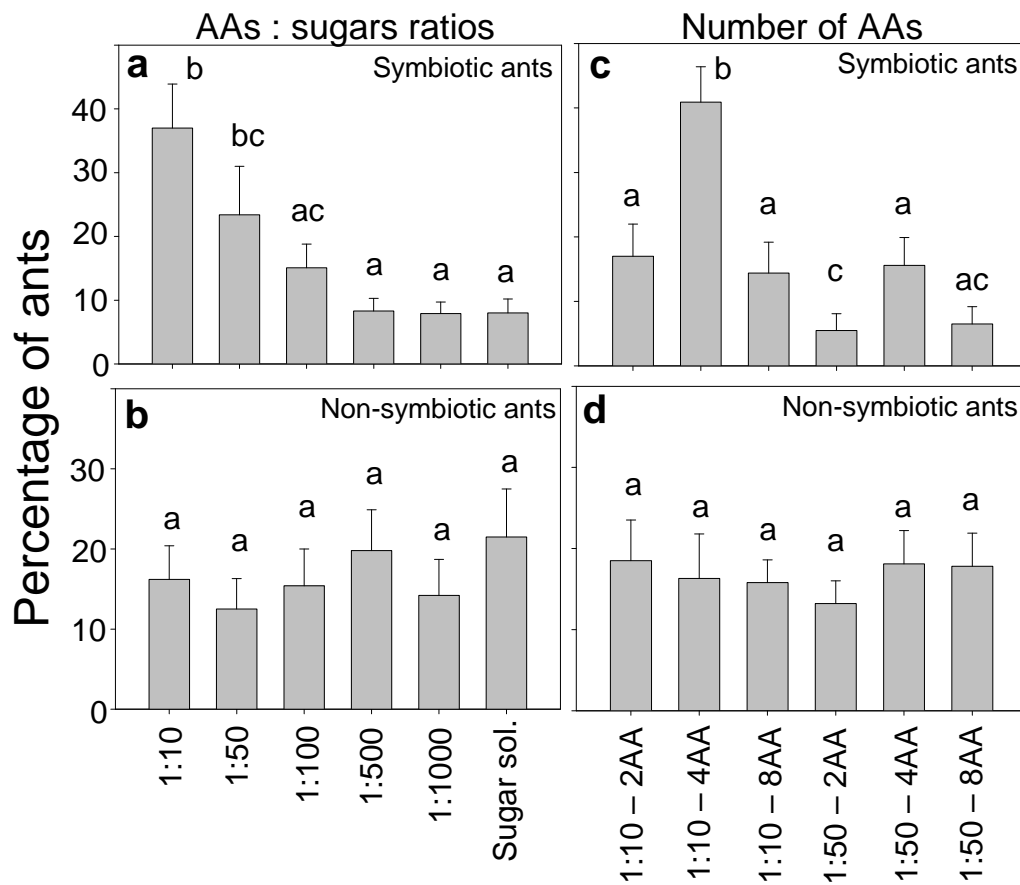 AAs : sugars ratios
Number of AAs
Percentage of ants
a
Symbiotic ants
b
bc
ac
a
a
a
40
30
20
10
0
c
Symbiotic ants
a
b
a
c
a
ac
b
Non-symbiotic ants
a
a
a
a
a
a
30
20
10
0
d
Non-symbiotic ants
a
a
a
a
a
a
1:10
1:50
1:100
1:500
1:1000
Sugar sol.
1:10 – 2AA
1:10 – 4AA
1:10 – 8AA
1:50 – 2AA
1:50 – 4AA
1:50 – 8AA